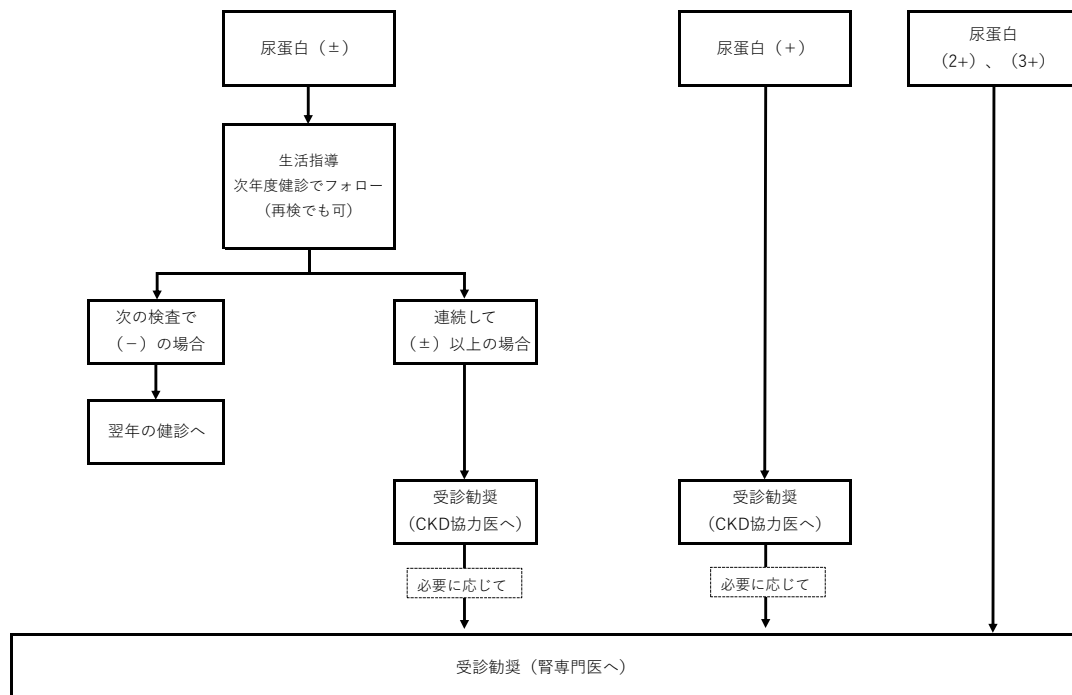 尿蛋白（±）
尿蛋白（+）
尿蛋白
（2+）、（3+）
生活指導
次年度健診でフォロー
（再検でも可）
次の検査で
（−）の場合
連続して
（±）以上の場合
翌年の健診へ
受診勧奨
（CKD協力医へ）
受診勧奨
（CKD協力医へ）
必要に応じて
必要に応じて
受診勧奨（腎専門医へ）